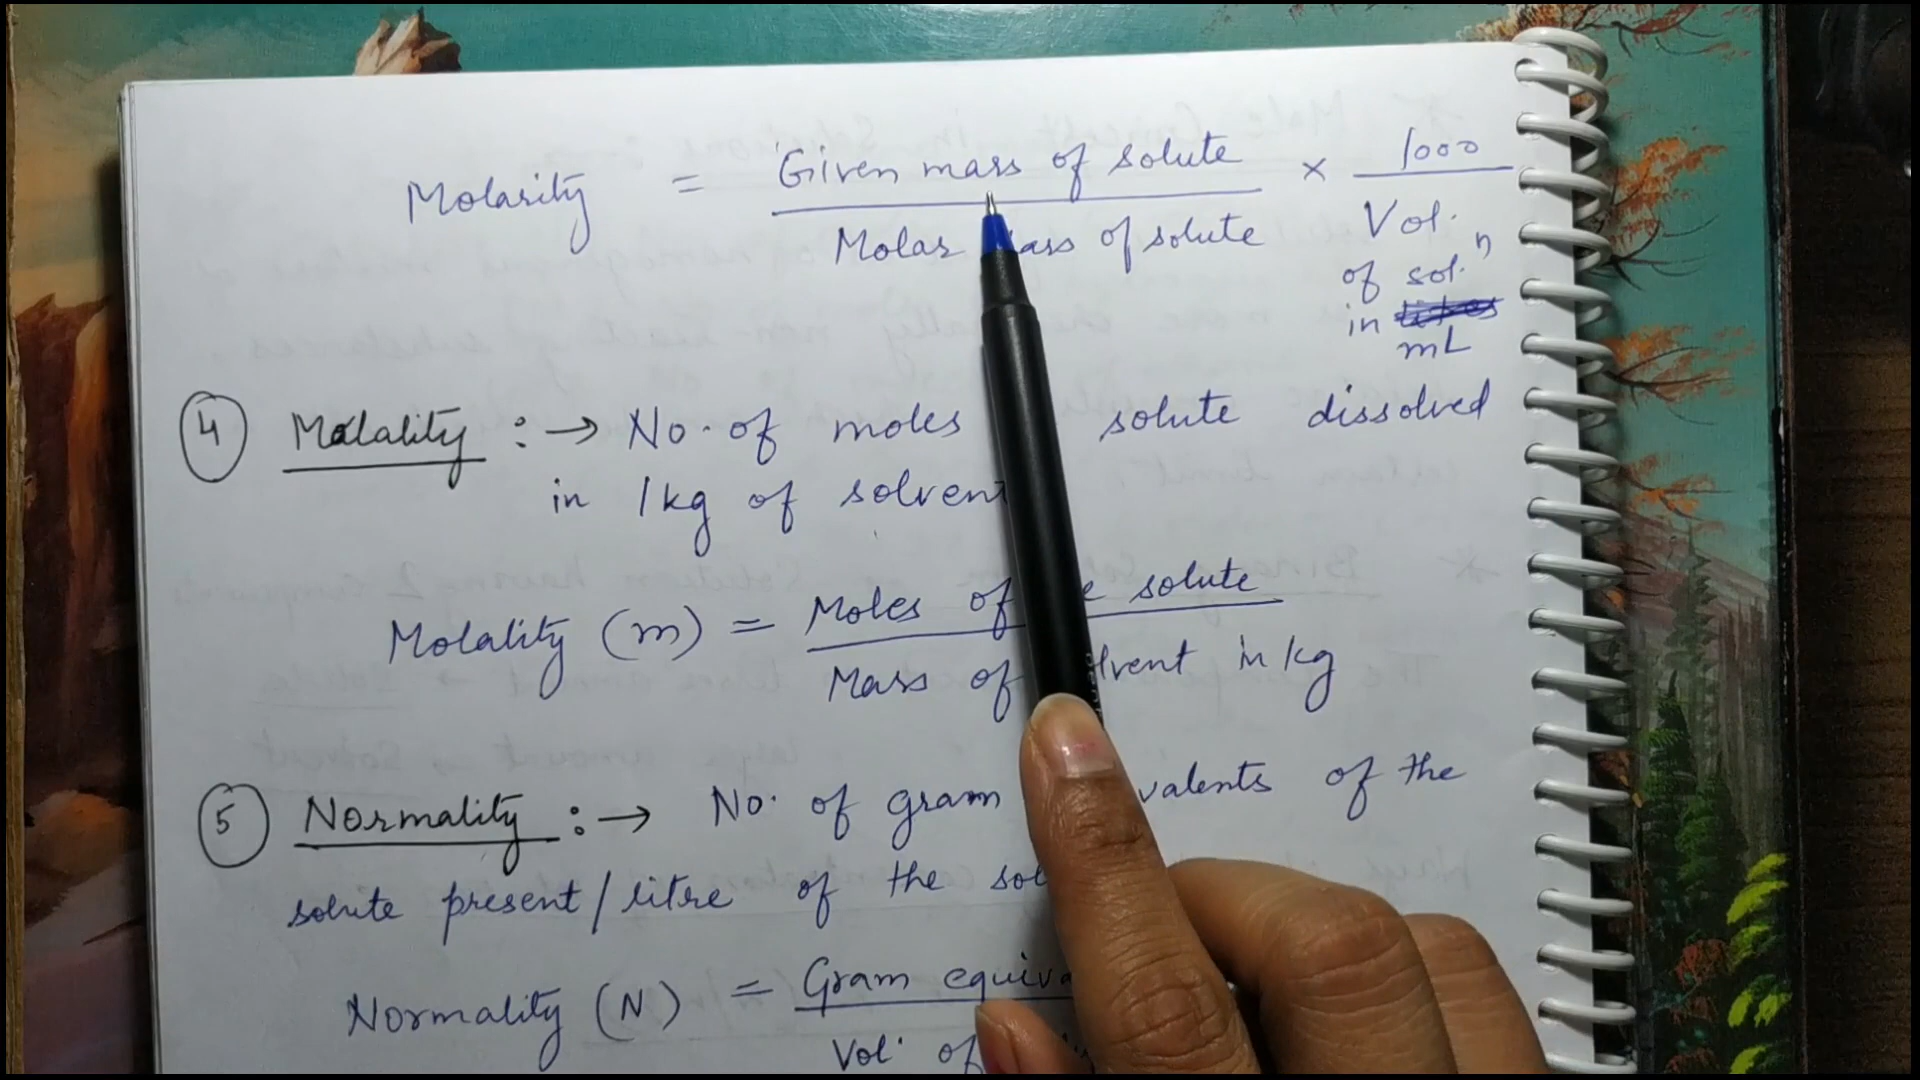 Molarity = Given mass of solute × 1000
Molar mass of solute Vol.
of sol.n
in
mL
4 Molality :→ No. of moles solute dissolved
in 1kg of solvent
Molality (m) = Moles of solute
Mass of solvent in kg
5 Normality :→ No. of gram equivalents of the
solute present/litre of the
Normality (N) = Gram
Vol. of